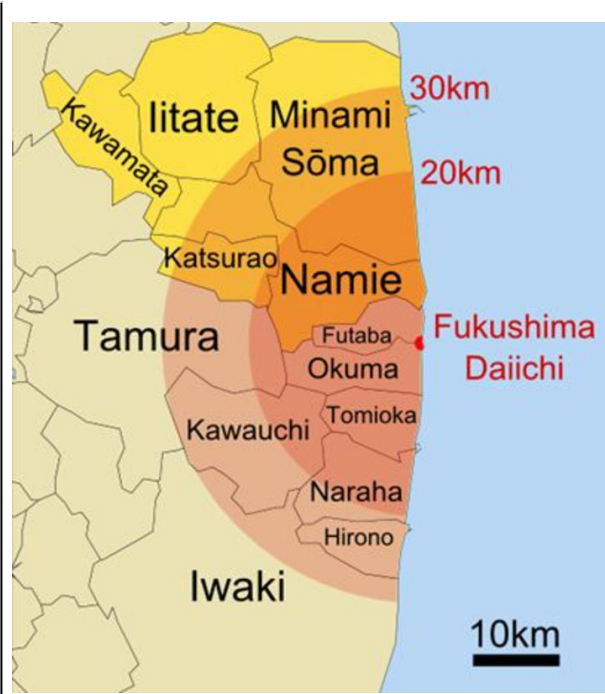 30km
Iitate
Minami
Sōma
Kawamata
20km
Katsurao
Namie
Tamura
Futaba
Fukushima
Daiichi
Okuma
Tomioka
Kawauchi
Naraha
Hirono
Iwaki
10km